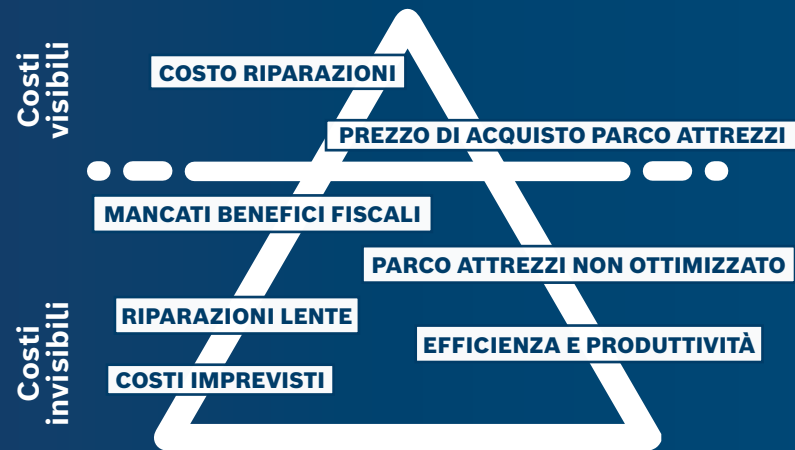 Costi
visibili
COSTO RIPARAZIONI
PREZZO DI ACQUISTO PARCO ATTREZZI
MANCATI BENEFICI FISCALI
PARCO ATTREZZI NON OTTIMIZZATO
Costi
invisibili
RIPARAZIONI LENTE
EFFICIENZA E PRODUTTIVITÀ
COSTI IMPREVISTI